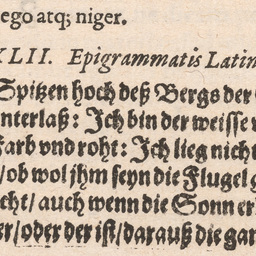 ego atq; niger.
XLII. Epigrammatis Latin
Spitzen hoch deß Bergs der
nterlaß: Jch bin der weisse
Farb vnd roht: Jch lieg nicht
/ob wol jhm seyn die Flugel
cht/auch wenn die Sonn er
er/oder der ist/darauß die gan